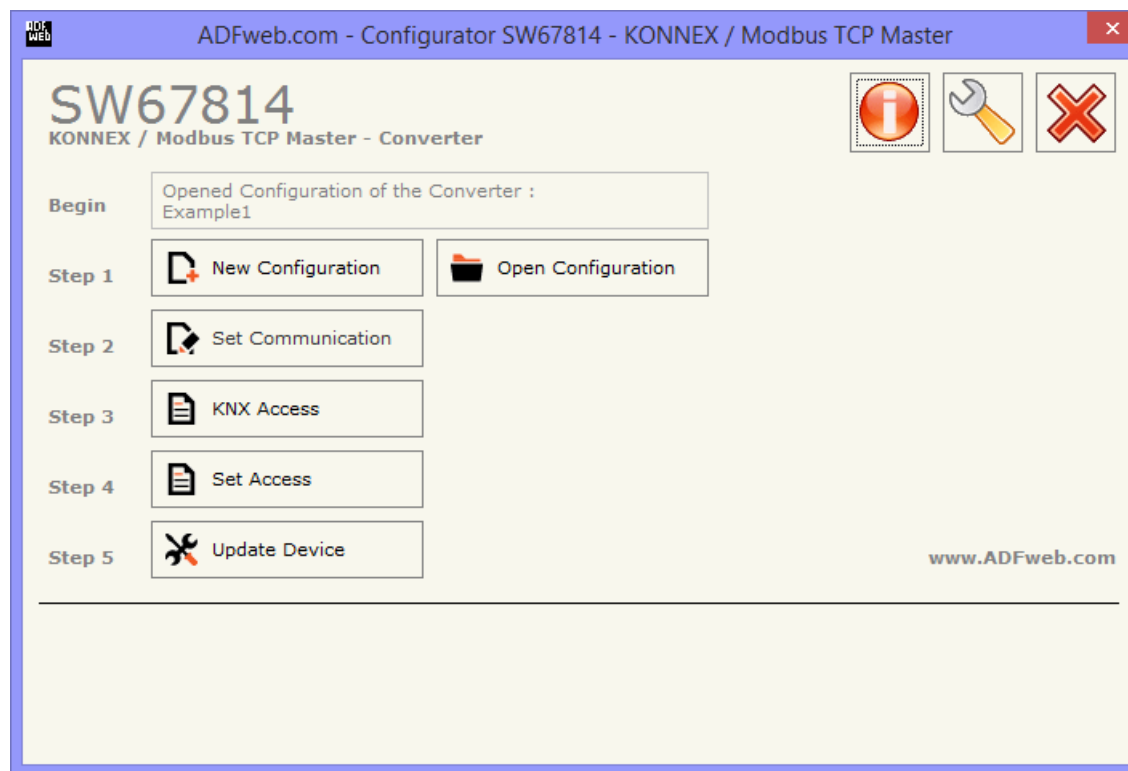 ADF
WEB
ADFweb.com - Configurator SW67814 - KONNEX / Modbus TCP Master
SW67814
KONNEX / Modbus TCP Master - Converter
Begin
Opened Configuration of the Converter :
Example1
Step 1
New Configuration
Open Configuration
Step 2
Set Communication
Step 3
KNX Access
Step 4
Set Access
Step 5
Update Device
www.ADFweb.com